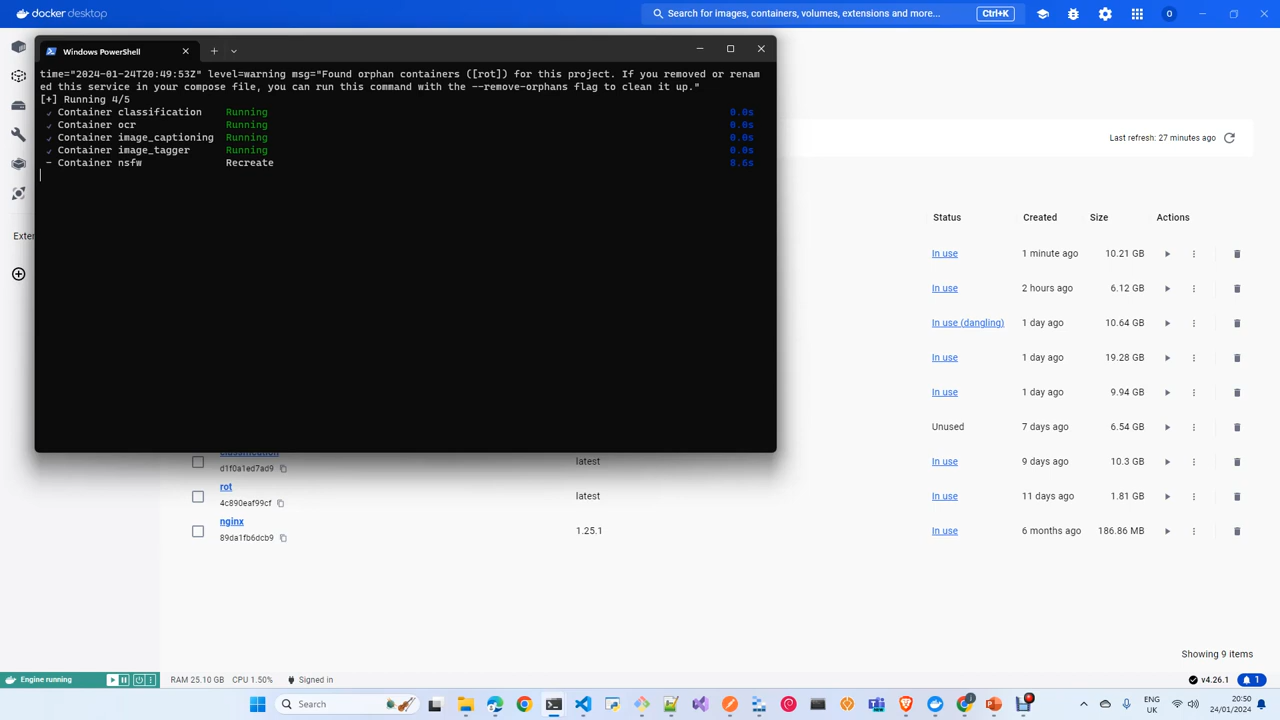 docker desktop
Search for images, containers, volumes, extensions and more... Ctrl+K
O
Windows PowerShell
time="2024-01-24T20:49:53Z" level=warning msg="Found orphan containers ([rot]) for this project. If you removed or renam
ed this service in your compose file, you can run this command with the --remove-orphans flag to clean it up."
[+] Running 4/5
✓ Container classification Running 0.0s
✓ Container ocr Running 0.0s
✓ Container image_captioning Running 0.0s
✓ Container image_tagger Running 0.0s
- Container nsfw Recreate 8.6s
Last refresh: 27 minutes ago
Exten
Status Created Size Actions
In use 1 minute ago 10.21 GB
In use 2 hours ago 6.12 GB
In use (dangling) 1 day ago 10.64 GB
In use 1 day ago 19.28 GB
In use 1 day ago 9.94 GB
Unused 7 days ago 6.54 GB
classification
d1f0a1ed7ad9 latest In use 9 days ago 10.3 GB
rot
4c890eaf99cf latest In use 11 days ago 1.81 GB
nginx
89da1fb6dcb9 1.25.1 In use 6 months ago 186.86 MB
Showing 9 items
Engine running RAM 25.10 GB CPU 1.50% Signed in v4.26.1 1
Search
ENG
UK
20:50
24/01/2024